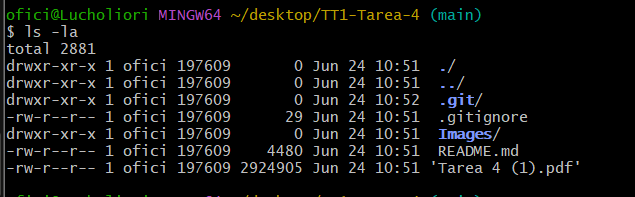 ofici@Lucholiori MINGW64 ~/desktop/TT1-Tarea-4 (main)
$ ls -la
total 2881
drwxr-xr-x 1 ofici 197609       0 Jun 24 10:51  ./
drwxr-xr-x 1 ofici 197609       0 Jun 24 10:51  ../
drwxr-xr-x 1 ofici 197609       0 Jun 24 10:52  .git/
-rw-r--r-- 1 ofici 197609      29 Jun 24 10:51  .gitignore
drwxr-xr-x 1 ofici 197609       0 Jun 24 10:51  Images/
-rw-r--r-- 1 ofici 197609    4480 Jun 24 10:51  README.md
-rw-r--r-- 1 ofici 197609 2924905 Jun 24 10:51 'Tarea 4 (1).pdf'